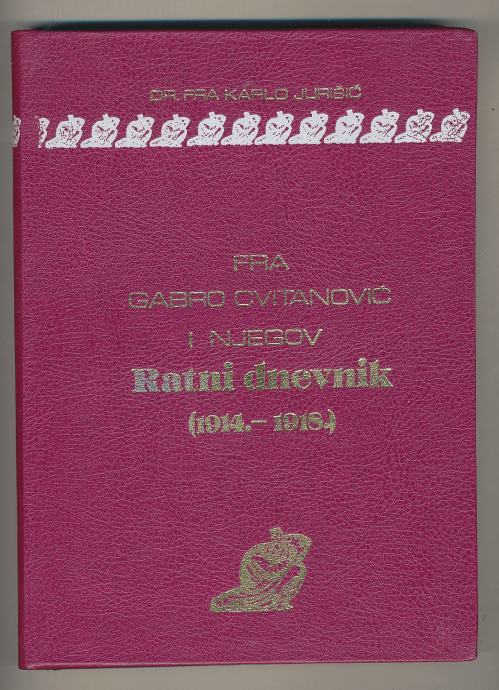 DR. FRA KARLO JURIŠIĆ
FRA
GABRO CVITANOVIĆ
I NJEGOV
Ratni dnevnik
(1914.–1918.)